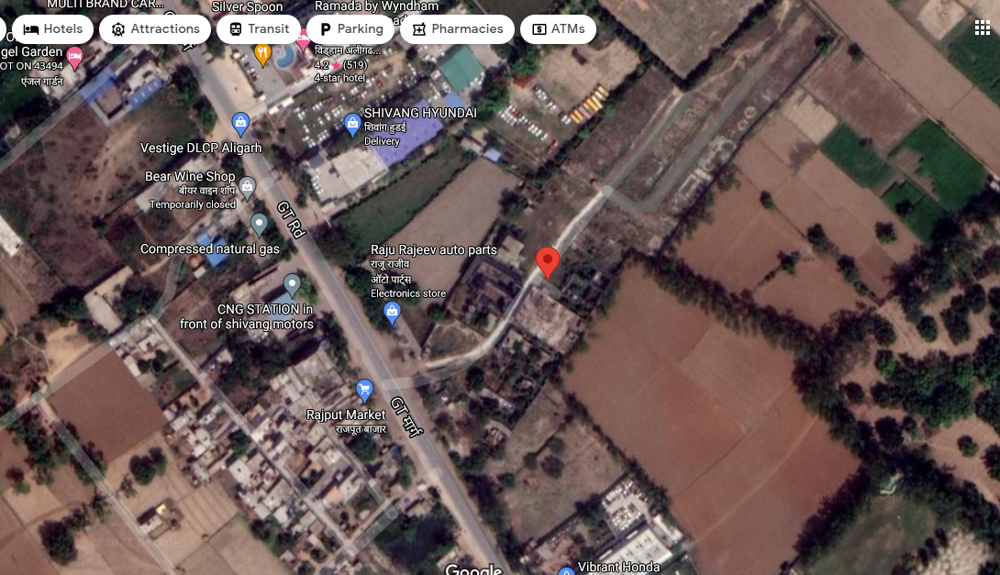 MULTI BRAND CAR...
Silver Spoon
Ramada by Wyndham
Hotels
Attractions
Transit
Parking
Pharmacies
ATMs
gel Garden
OT ON 43494
एंजल गार्डन
विंड्हाम अलीगढ...
4.2 ★ (519)
4-star hotel
SHIVANG HYUNDAI
शिवांग हुंडई
Delivery
Vestige DLCP Aligarh
Bear Wine Shop
बीयर वाइन शॉप
Temporarily closed
GT Rd
Compressed natural gas
Raju Rajeev auto parts
राजू राजीव
ऑटो पार्ट्स
Electronics store
CNG STATION in
front of shivang motors
Rajput Market
राजपूत बाजार
GT मार्ग
Google
Vibrant Honda